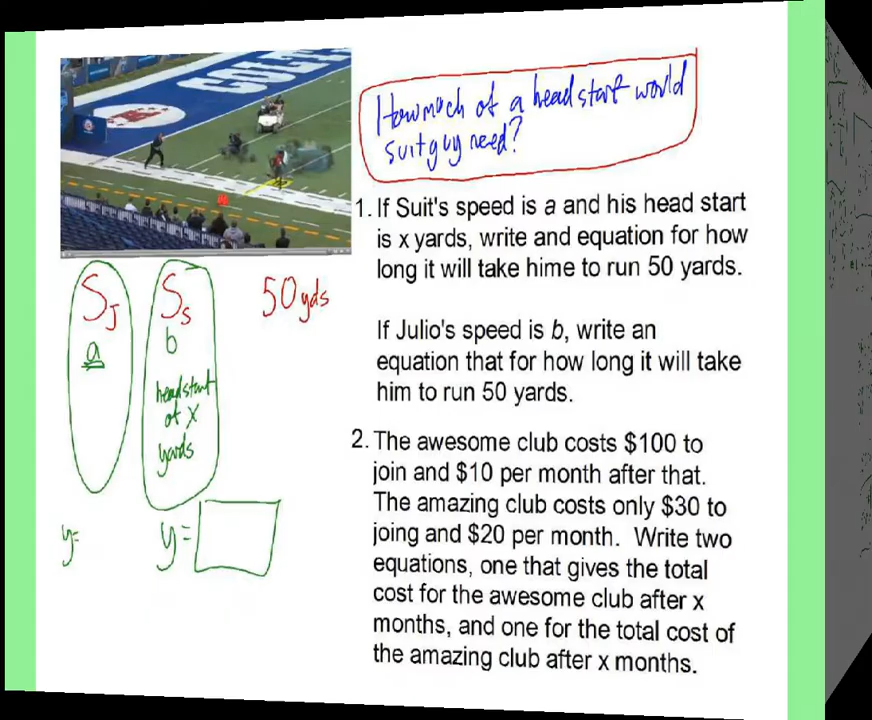 COLTS
How much of a head start would
suit guy need?
1. If Suit's speed is a and his head start
is x yards, write and equation for how
long it will take hime to run 50 yards.
If Julio's speed is b, write an
equation that for how long it will take
him to run 50 yards.
2. The awesome club costs $100 to
join and $10 per month after that.
The amazing club costs only $30 to
joing and $20 per month. Write two
equations, one that gives the total
cost for the awesome club after x
months, and one for the total cost of
the amazing club after x months.
SJ
a
SS
b
head start
of x
yards
50 yds
y=
y=